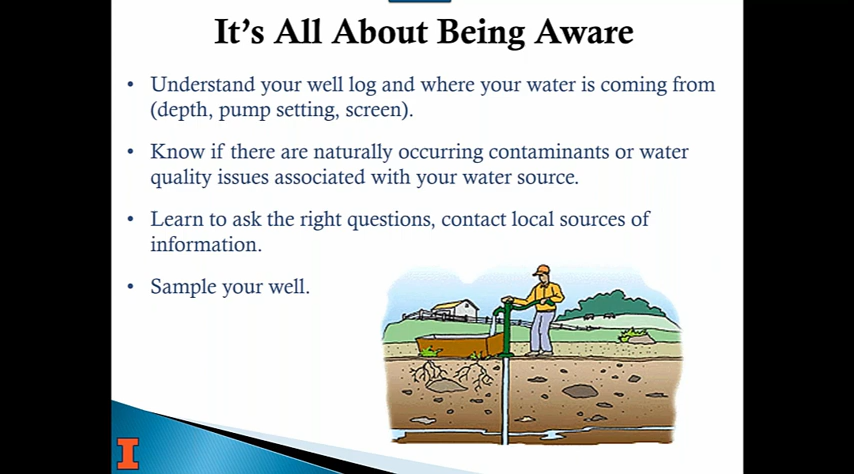 It's All About Being Aware
• Understand your well log and where your water is coming from
(depth, pump setting, screen).
• Know if there are naturally occurring contaminants or water
quality issues associated with your water source.
• Learn to ask the right questions, contact local sources of
information.
• Sample your well.
I